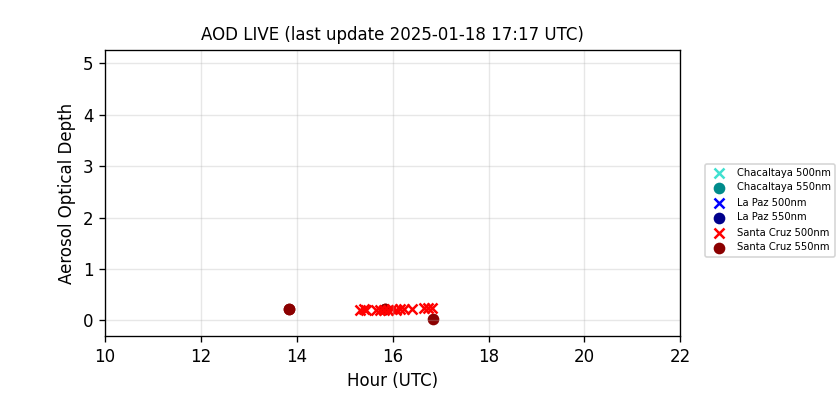 AOD LIVE (last update 2025-01-18 17:17 UTC)
Aerosol Optical Depth
5
4
3
2
1
0
10 12 14 16 18 20 22
Hour (UTC)
Chacaltaya 500nm
Chacaltaya 550nm
La Paz 500nm
La Paz 550nm
Santa Cruz 500nm
Santa Cruz 550nm